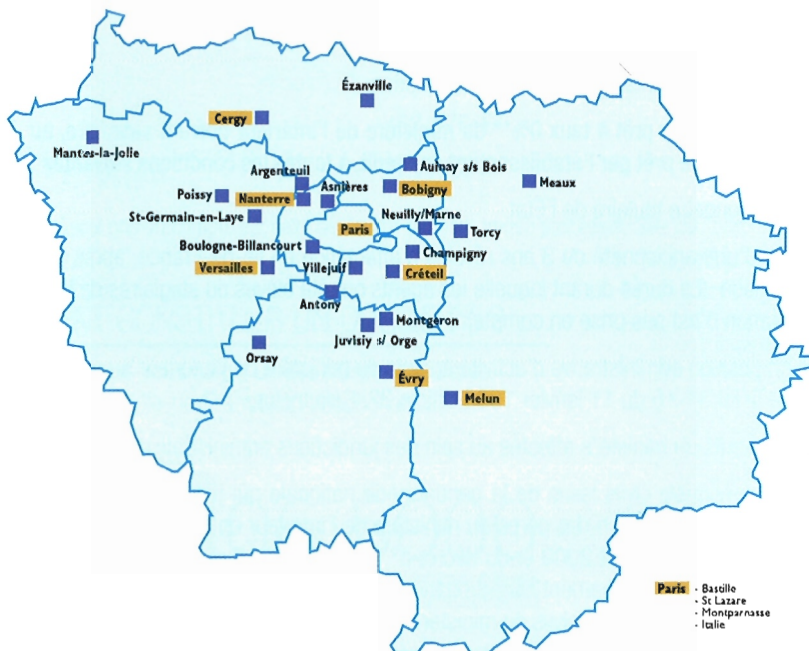 Ézanville
Cergy
Mantes-la-Jolie
Aulnay s/s Bois
Argenteuil
Asnières
Meaux
Poissy
Nanterre
Bobigny
St-Germain-en-Laye
Neuilly/Marne
Paris
Torcy
Boulogne-Billancourt
Champigny
Versailles
Villejuif
Créteil
Antony
Montgeron
Juvisiy s/ Orge
Orsay
Évry
Melun
Paris - Bastille
- St Lazare
- Montparnasse
- Italie